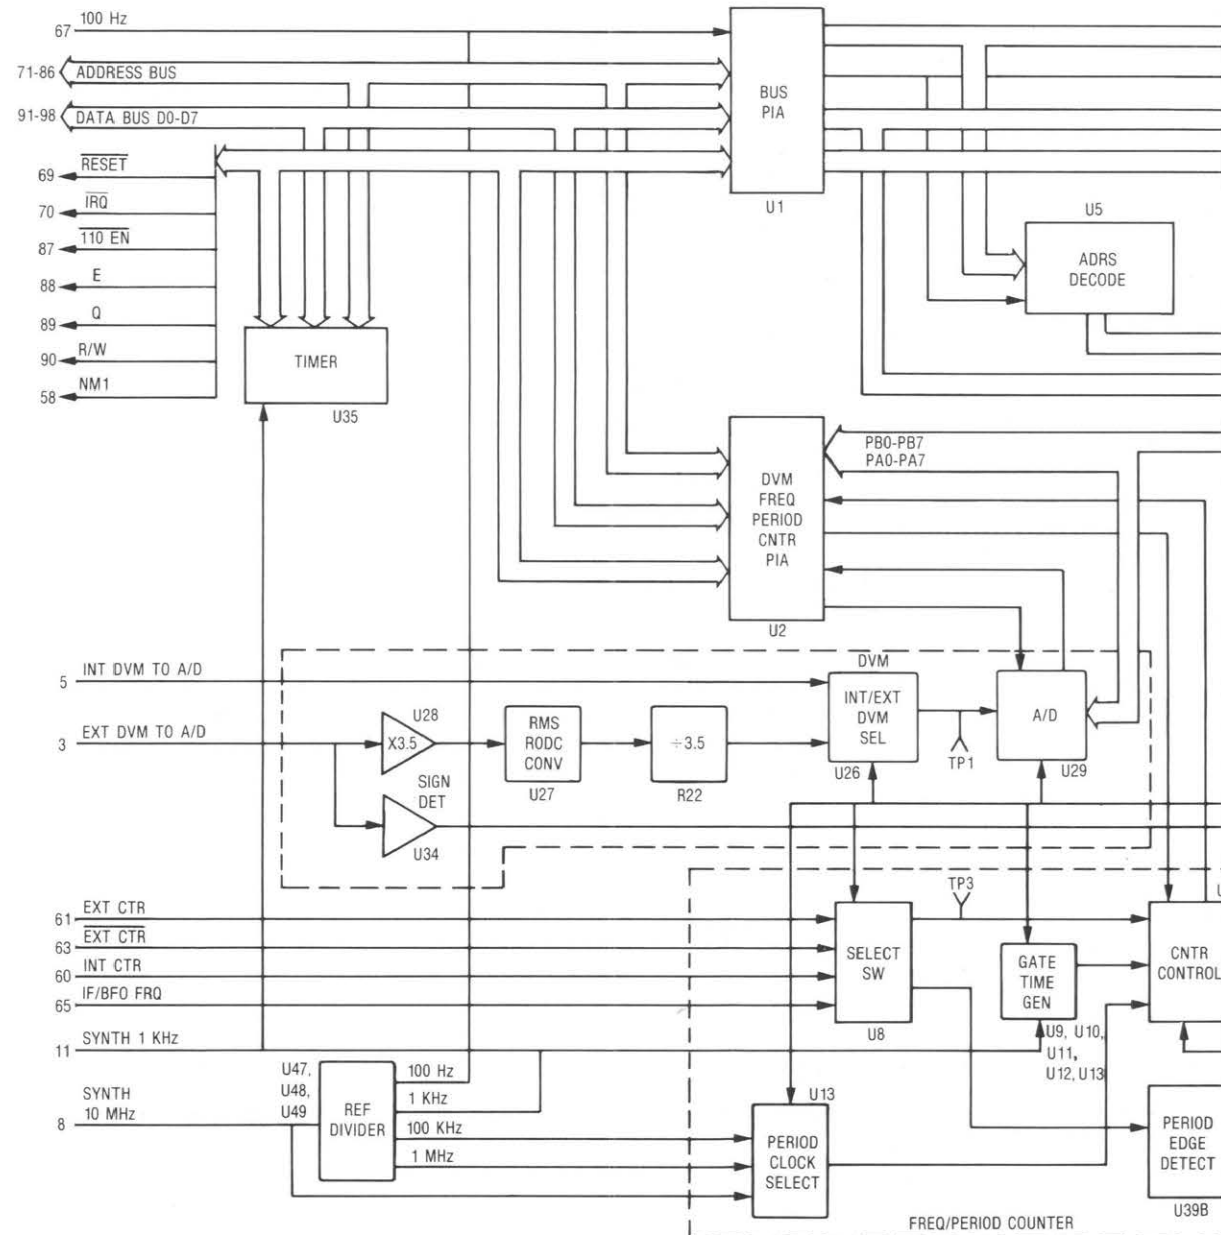 100 Hz
67
71-86 ADDRESS BUS
91-98 DATA BUS D0-D7
RESET
69
IRQ
70
110 EN
87
E
88
Q
89
R/W
90
NM1
58
BUS
PIA
U1
U5
ADRS
DECODE
TIMER
U35
PB0-PB7
PA0-PA7
DVM
FREQ
PERIOD
CNTR
PIA
U2
INT DVM TO A/D
5
EXT DVM TO A/D
3
U28
X3.5
SIGN
DET
U34
RMS
RODC
CONV
U27
÷3.5
R22
DVM
INT/EXT
DVM
SEL
U26
TP1
A/D
U29
EXT CTR
61
EXT CTR
63
INT CTR
60
IF/BFO FRQ
65
SYNTH 1 KHz
11
SYNTH
10 MHz
8
U47,
U48,
U49
REF
DIVIDER
100 Hz
1 KHz
100 KHz
1 MHz
TP3
SELECT
SW
U8
GATE
TIME
GEN
U9, U10,
U11,
U12, U13
CNTR
CONTROL
U
U13
PERIOD
CLOCK
SELECT
PERIOD
EDGE
DETECT
U39B
FREQ/PERIOD COUNTER